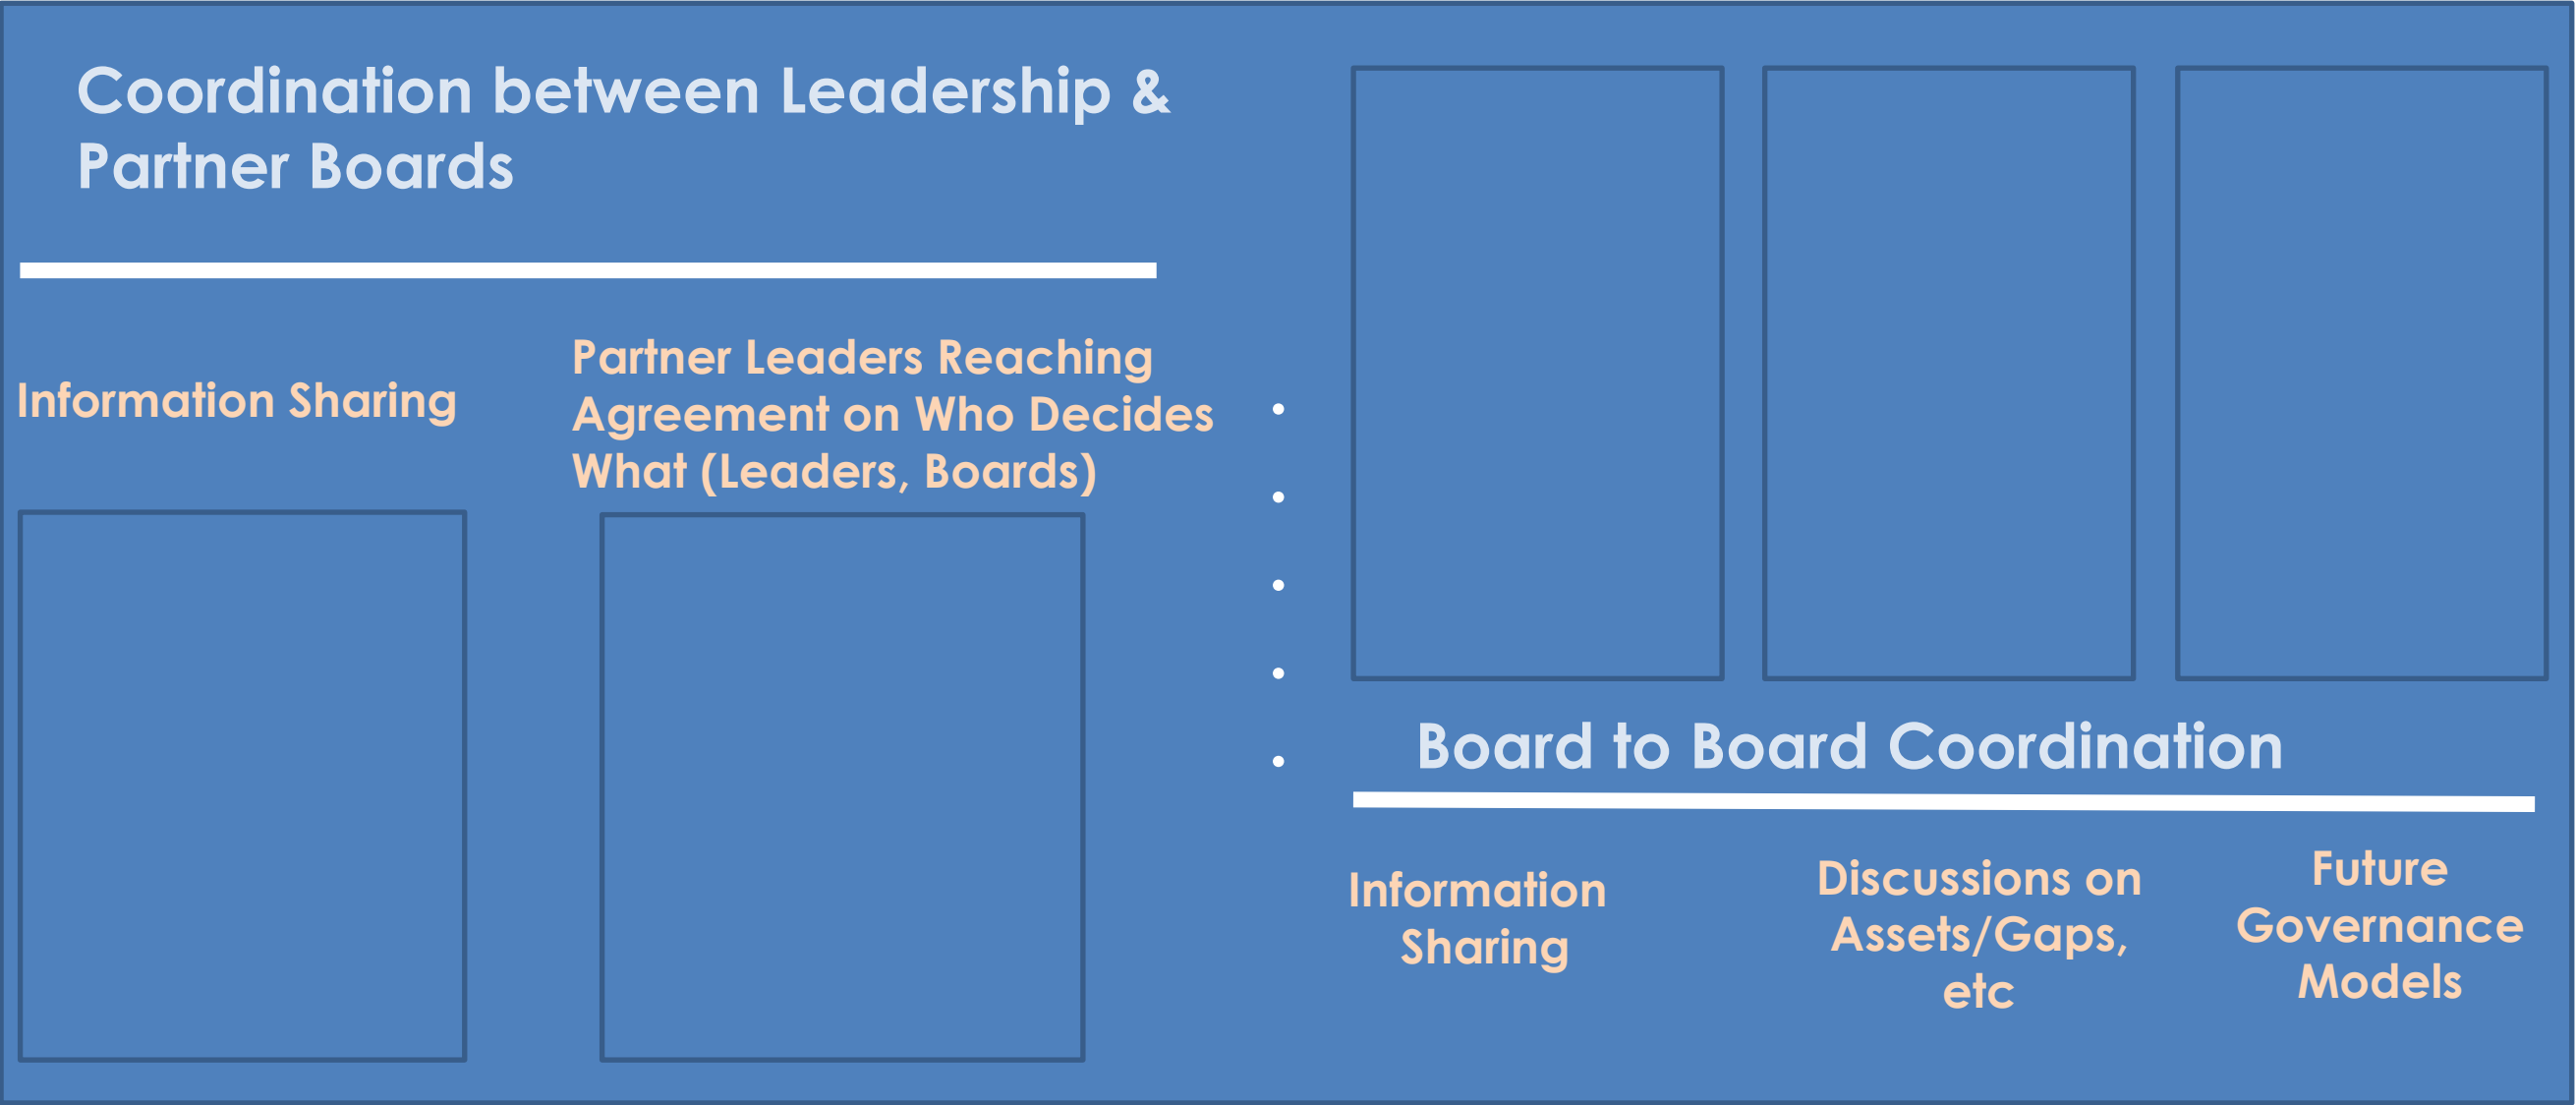 Coordination between Leadership &
Partner Boards
Information Sharing
Partner Leaders Reaching
Agreement on Who Decides
What (Leaders, Boards)
•
•
•
•
•
Board to Board Coordination
Information
Sharing
Discussions on
Assets/Gaps,
etc
Future
Governance
Models